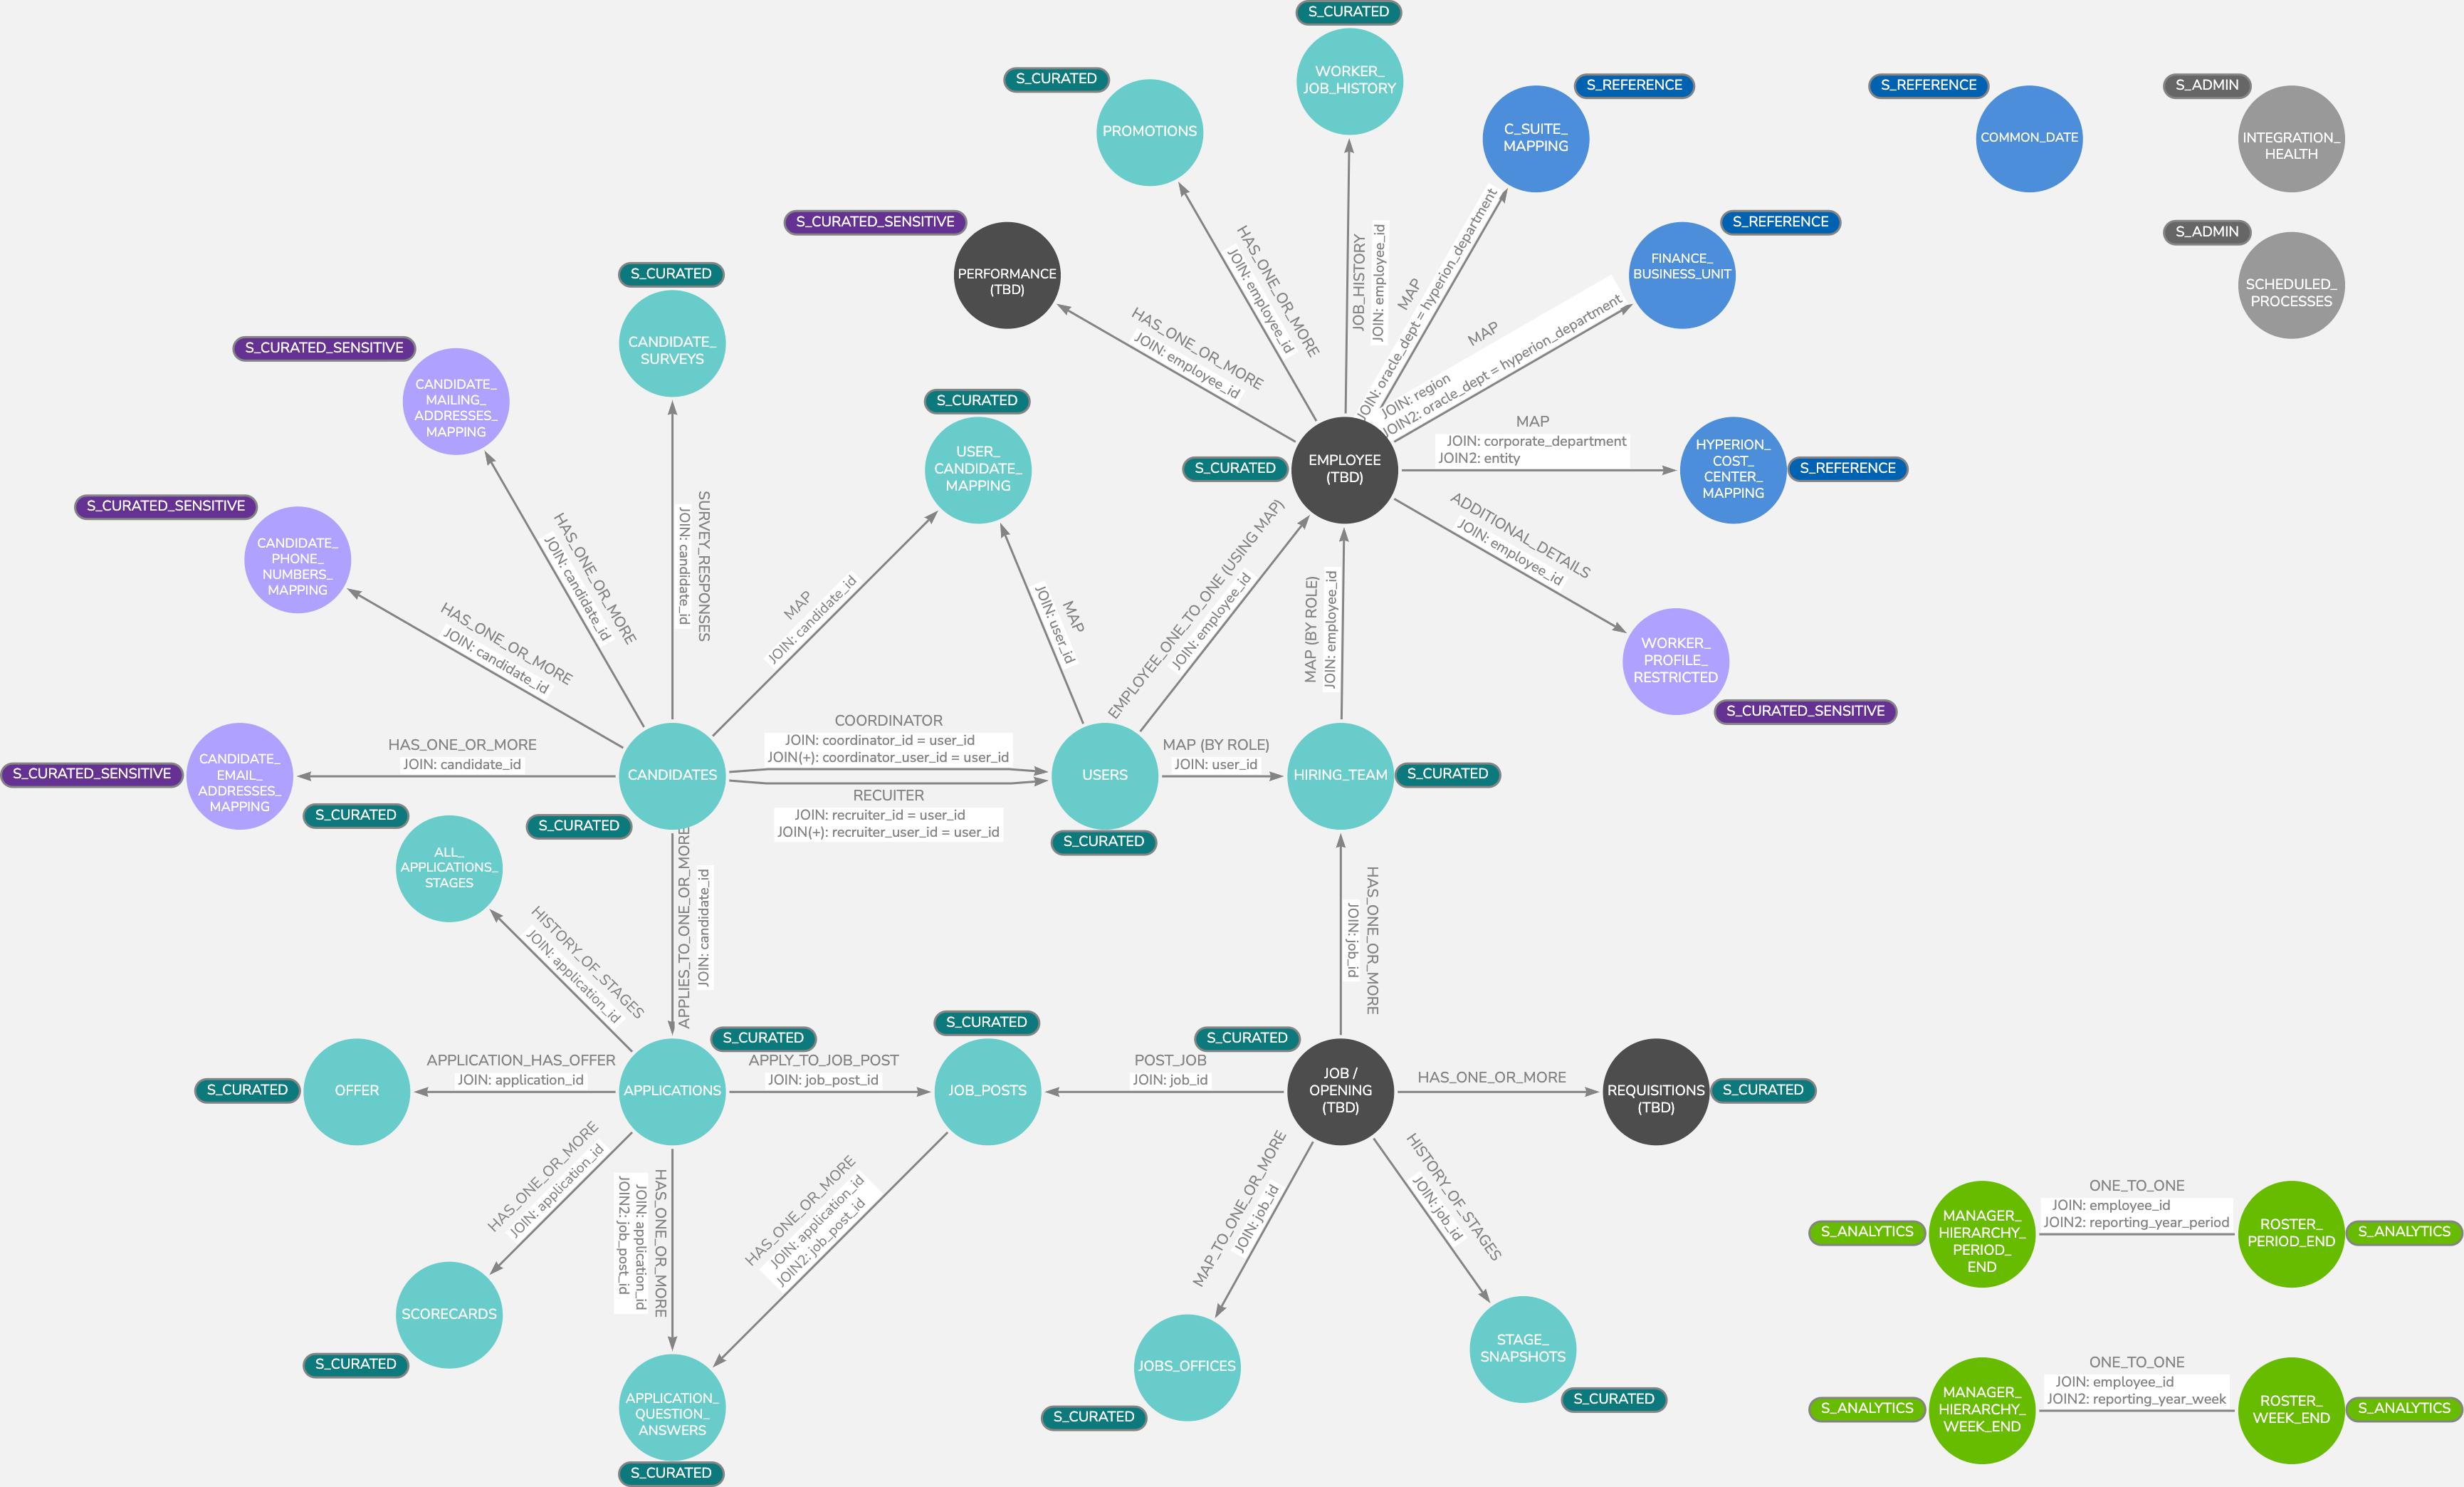 S_CURATED
WORKER_
JOB_HISTORY
S_CURATED
PROMOTIONS
S_REFERENCE
C_SUITE_
MAPPING
S_REFERENCE
COMMON_DATE
S_ADMIN
INTEGRATION_
HEALTH
S_CURATED_SENSITIVE
PERFORMANCE
(TBD)
S_REFERENCE
FINANCE_
BUSINESS_UNIT
S_ADMIN
SCHEDULED_
PROCESSES
HAS_ONE_OR_MORE
JOIN: employee_id
HAS_ONE_OR_MORE
JOIN: employee_id
JOB_HISTORY
JOIN: employee_id
MAP
JOIN: oracle_dept = hyperion_department
MAP
JOIN: region
JOIN2: oracle_dept = hyperion_department
S_CURATED
CANDIDATE_
SURVEYS
S_CURATED_SENSITIVE
CANDIDATE_
MAILING_
ADDRESSES_
MAPPING
S_CURATED
USER_
CANDIDATE_
MAPPING
S_CURATED
EMPLOYEE
(TBD)
MAP
JOIN: corporate_department
JOIN2: entity
HYPERION_
COST_
CENTER_
MAPPING
S_REFERENCE
S_CURATED_SENSITIVE
CANDIDATE_
PHONE_
NUMBERS_
MAPPING
HAS_ONE_OR_MORE
JOIN: candidate_id
HAS_ONE_OR_MORE
JOIN: candidate_id
SURVEY_RESPONSES
JOIN: candidate_id
MAP
JOIN: candidate_id
MAP
JOIN: user_id
EMPLOYEE_ONE_TO_ONE (USING MAP)
JOIN: employee_id
MAP (BY ROLE)
JOIN: employee_id
ADDITIONAL_DETAILS
JOIN: employee_id
WORKER_
PROFILE_
RESTRICTED
S_CURATED_SENSITIVE
S_CURATED_SENSITIVE
CANDIDATE_
EMAIL_
ADDRESSES_
MAPPING
HAS_ONE_OR_MORE
JOIN: candidate_id
CANDIDATES
S_CURATED
COORDINATOR
JOIN: coordinator_id = user_id
JOIN(+): coordinator_user_id = user_id
RECUITER
JOIN: recruiter_id = user_id
JOIN(+): recruiter_user_id = user_id
USERS
S_CURATED
MAP (BY ROLE)
JOIN: user_id
HIRING_TEAM
S_CURATED
S_CURATED
ALL_
APPLICATIONS_
STAGES
HISTORY_OF_STAGES
JOIN: application_id
APPLIES_TO_ONE_OR_MORE
JOIN: candidate_id
HAS_ONE_OR_MORE
JOIN: job_id
S_CURATED
OFFER
APPLICATION_HAS_OFFER
JOIN: application_id
S_CURATED
APPLICATIONS
APPLY_TO_JOB_POST
JOIN: job_post_id
S_CURATED
JOB_POSTS
POST_JOB
JOIN: job_id
S_CURATED
JOB /
OPENING
(TBD)
HAS_ONE_OR_MORE
REQUISITIONS
(TBD)
S_CURATED
HAS_ONE_OR_MORE
JOIN: application_id
HAS_ONE_OR_MORE
JOIN: application_id
JOIN2: job_post_id
HAS_ONE_OR_MORE
JOIN: application_id
JOIN2: job_post_id
MAP_TO_ONE_OR_MORE
JOIN: job_id
HISTORY_OF_STAGES
JOIN: job_id
SCORECARDS
S_CURATED
APPLICATION_
QUESTION_
ANSWERS
S_CURATED
JOBS_OFFICES
S_CURATED
STAGE_
SNAPSHOTS
S_CURATED
S_ANALYTICS
MANAGER_
HIERARCHY_
PERIOD_
END
ONE_TO_ONE
JOIN: employee_id
JOIN2: reporting_year_period
ROSTER_
PERIOD_END
S_ANALYTICS
S_ANALYTICS
MANAGER_
HIERARCHY_
WEEK_END
ONE_TO_ONE
JOIN: employee_id
JOIN2: reporting_year_week
ROSTER_
WEEK_END
S_ANALYTICS